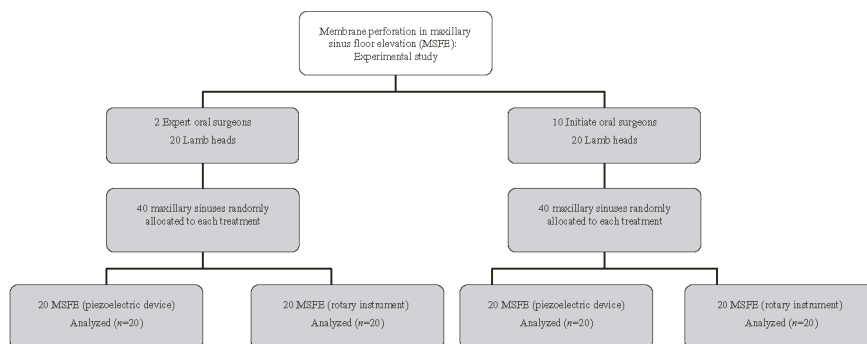 Membrane perforation in maxillary
sinus floor elevation (MSFE):
Experimental study
2 Expert oral surgeons
20 Lamb heads
10 Initiate oral surgeons
20 Lamb heads
40 maxillary sinuses randomly
allocated to each treatment
40 maxillary sinuses randomly
allocated to each treatment
20 MSFE (piezoelectric device)
Analyzed (n=20)
20 MSFE (rotary instrument)
Analyzed (n=20)
20 MSFE (piezoelectric device)
Analyzed (n=20)
20 MSFE (rotary instrument)
Analyzed (n=20)